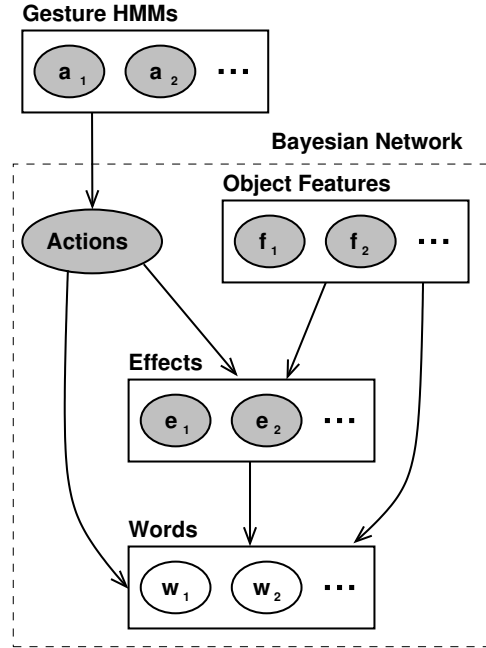 Gesture HMMs
a 1 a 2 ...
Bayesian Network
Object Features
Actions
f 1 f 2 ...
Effects
e 1 e 2 ...
Words
w 1 w 2 ...